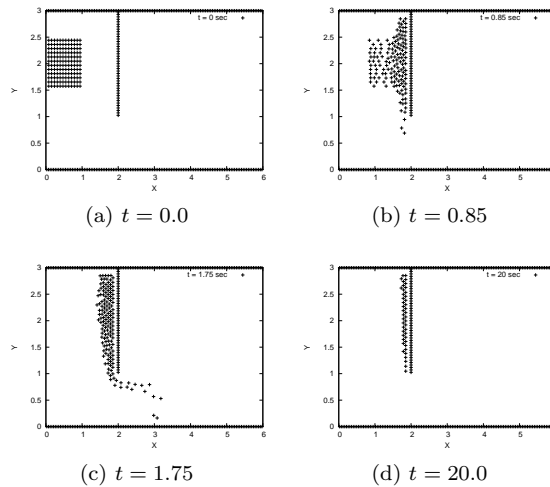 t = 0 sec
3
2.5
2
1.5
1
0.5
0
Y
0 1 2 3 4 5 6
X
(a) t = 0.0
t = 0.85 sec
3
2.5
2
1.5
1
0.5
0
Y
0 1 2 3 4 5
X
(b) t = 0.85
t = 1.75 sec
3
2.5
2
1.5
1
0.5
0
Y
0 1 2 3 4 5 6
X
(c) t = 1.75
t = 20 sec
3
2.5
2
1.5
1
0.5
0
Y
0 1 2 3 4 5
X
(d) t = 20.0